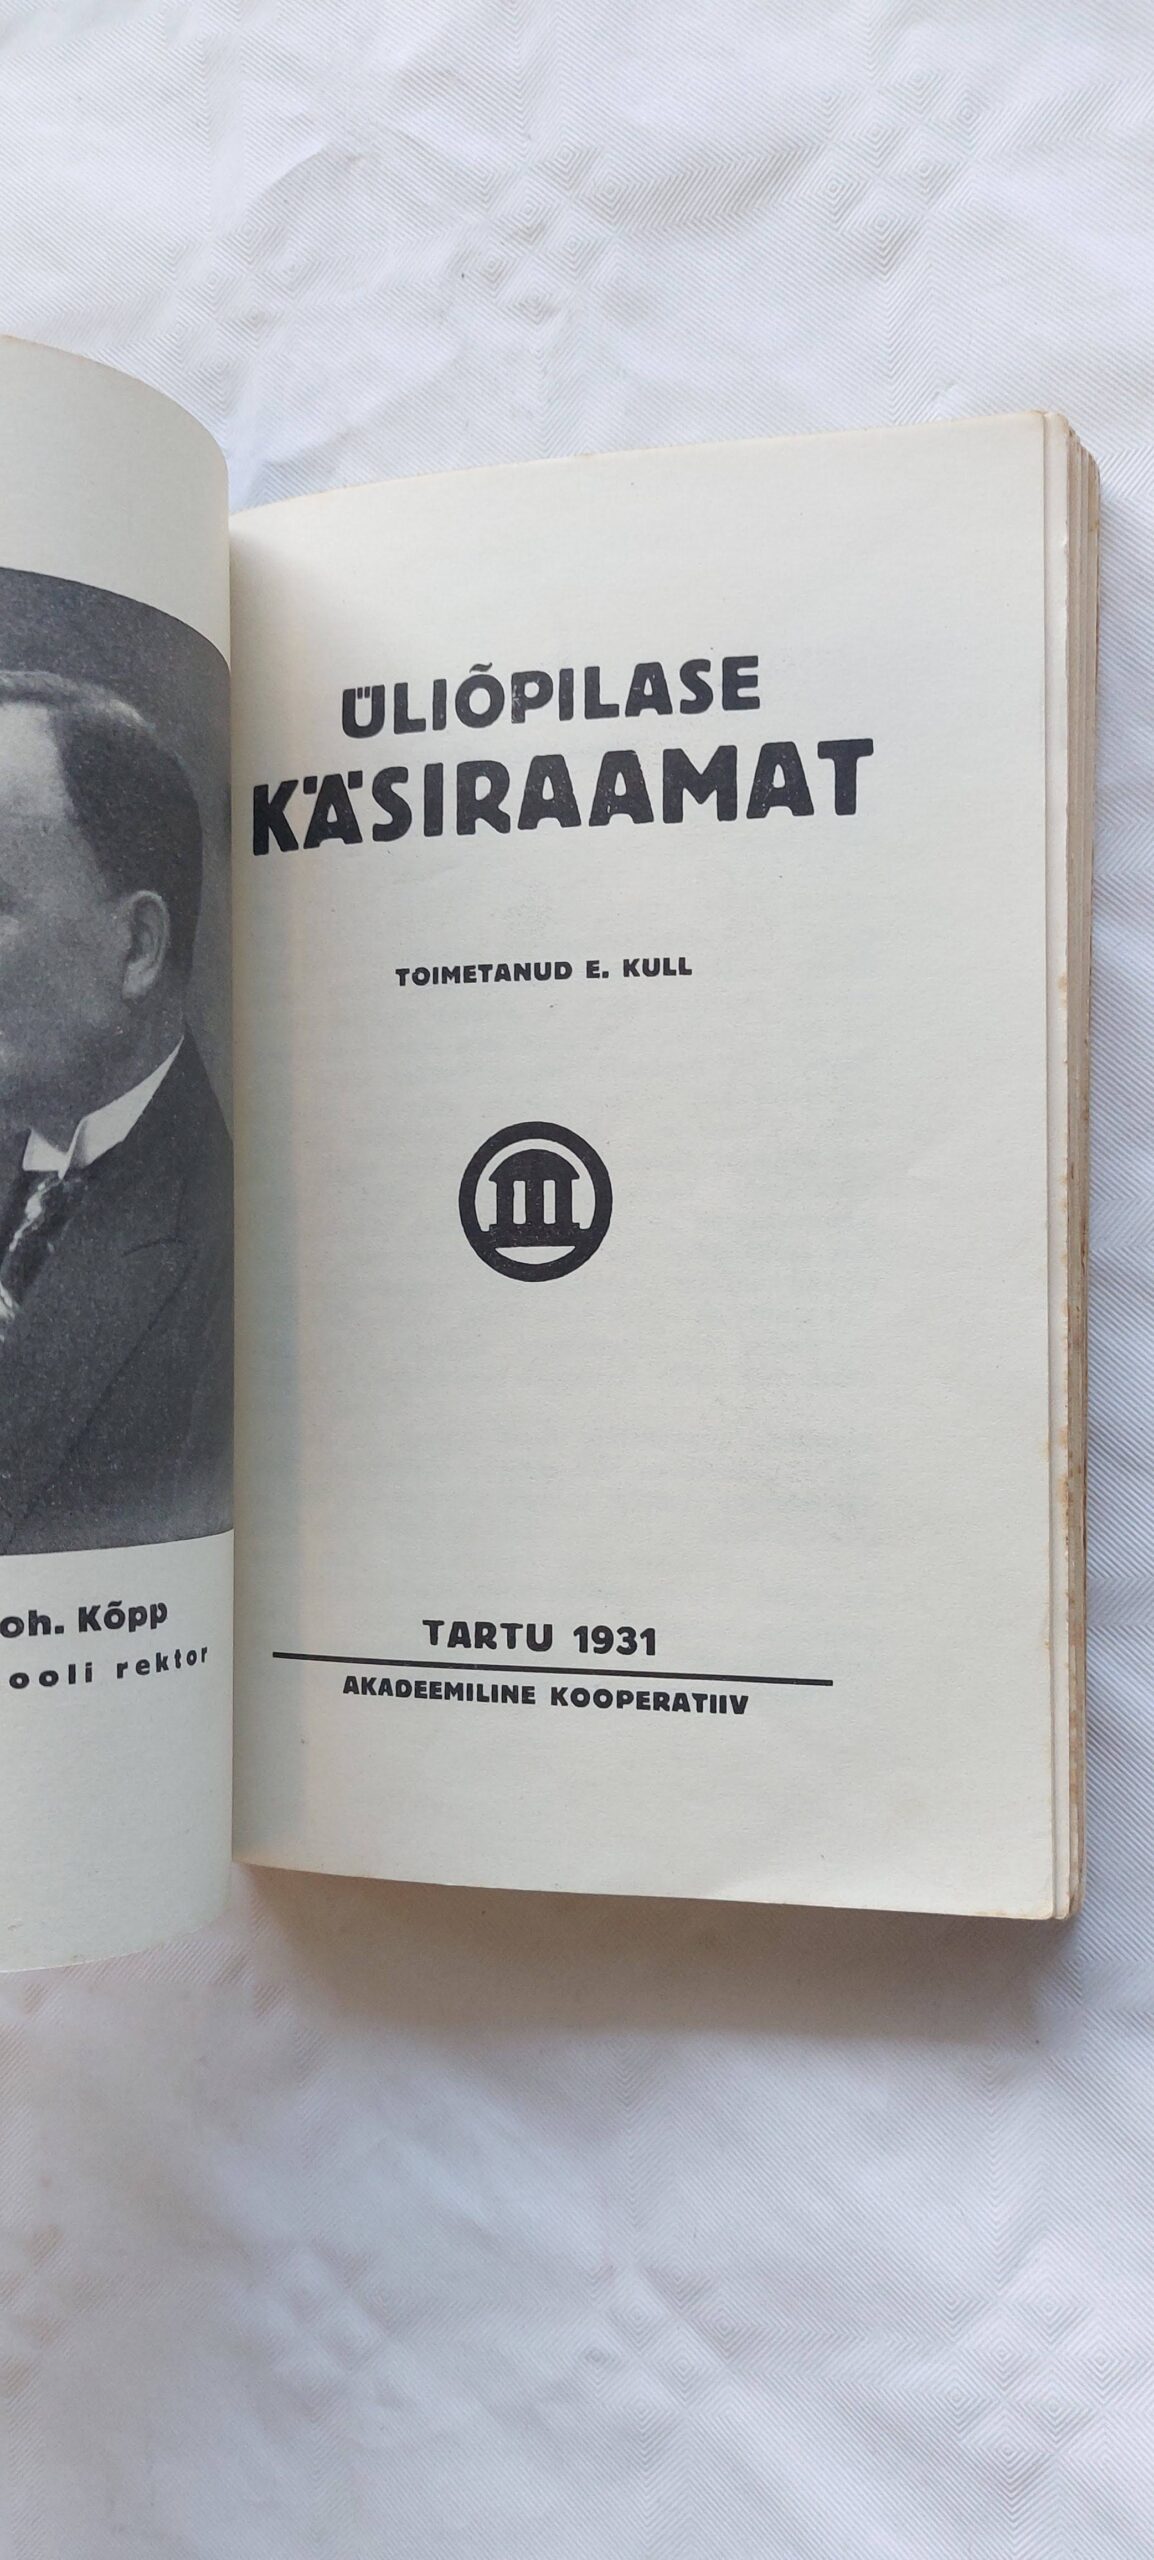 oh. Kõpp
ooli rektor
ÜLIÕPILASE
KÄSIRAAMAT
TOIMETANUD E. KULL
TARTU 1931
AKADEEMILINE KOOPERATIIV